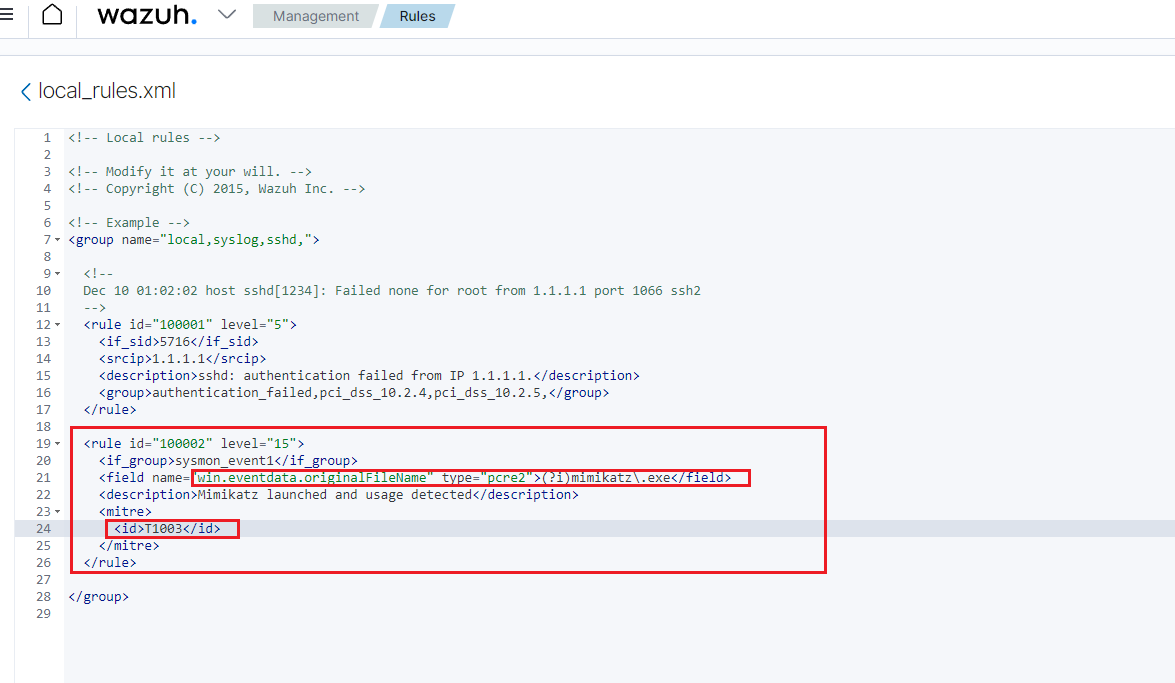 wazuh. Management Rules
local_rules.xml
1 <!-- Local rules -->
2
3 <!-- Modify it at your will. -->
4 <!-- Copyright (C) 2015, Wazuh Inc. -->
5
6 <!-- Example -->
7 <group name="local,syslog,sshd,">
8
9 <!--
10 Dec 10 01:02:02 host sshd[1234]: Failed none for root from 1.1.1.1 port 1066 ssh2
11 -->
12 <rule id="100001" level="5">
13 <if_sid>5716</if_sid>
14 <srcip>1.1.1.1</srcip>
15 <description>sshd: authentication failed from IP 1.1.1.1.</description>
16 <group>authentication_failed,pci_dss_10.2.4,pci_dss_10.2.5,</group>
17 </rule>
18
19 <rule id="100002" level="15">
20 <if_group>sysmon_event1</if_group>
21 <field name="win.eventdata.originalFileName" type="pcre2">(?i)mimikatz\.exe</field>
22 <description>Mimikatz launched and usage detected</description>
23 <mitre>
24 <id>T1003</id>
25 </mitre>
26 </rule>
27
28 </group>
29